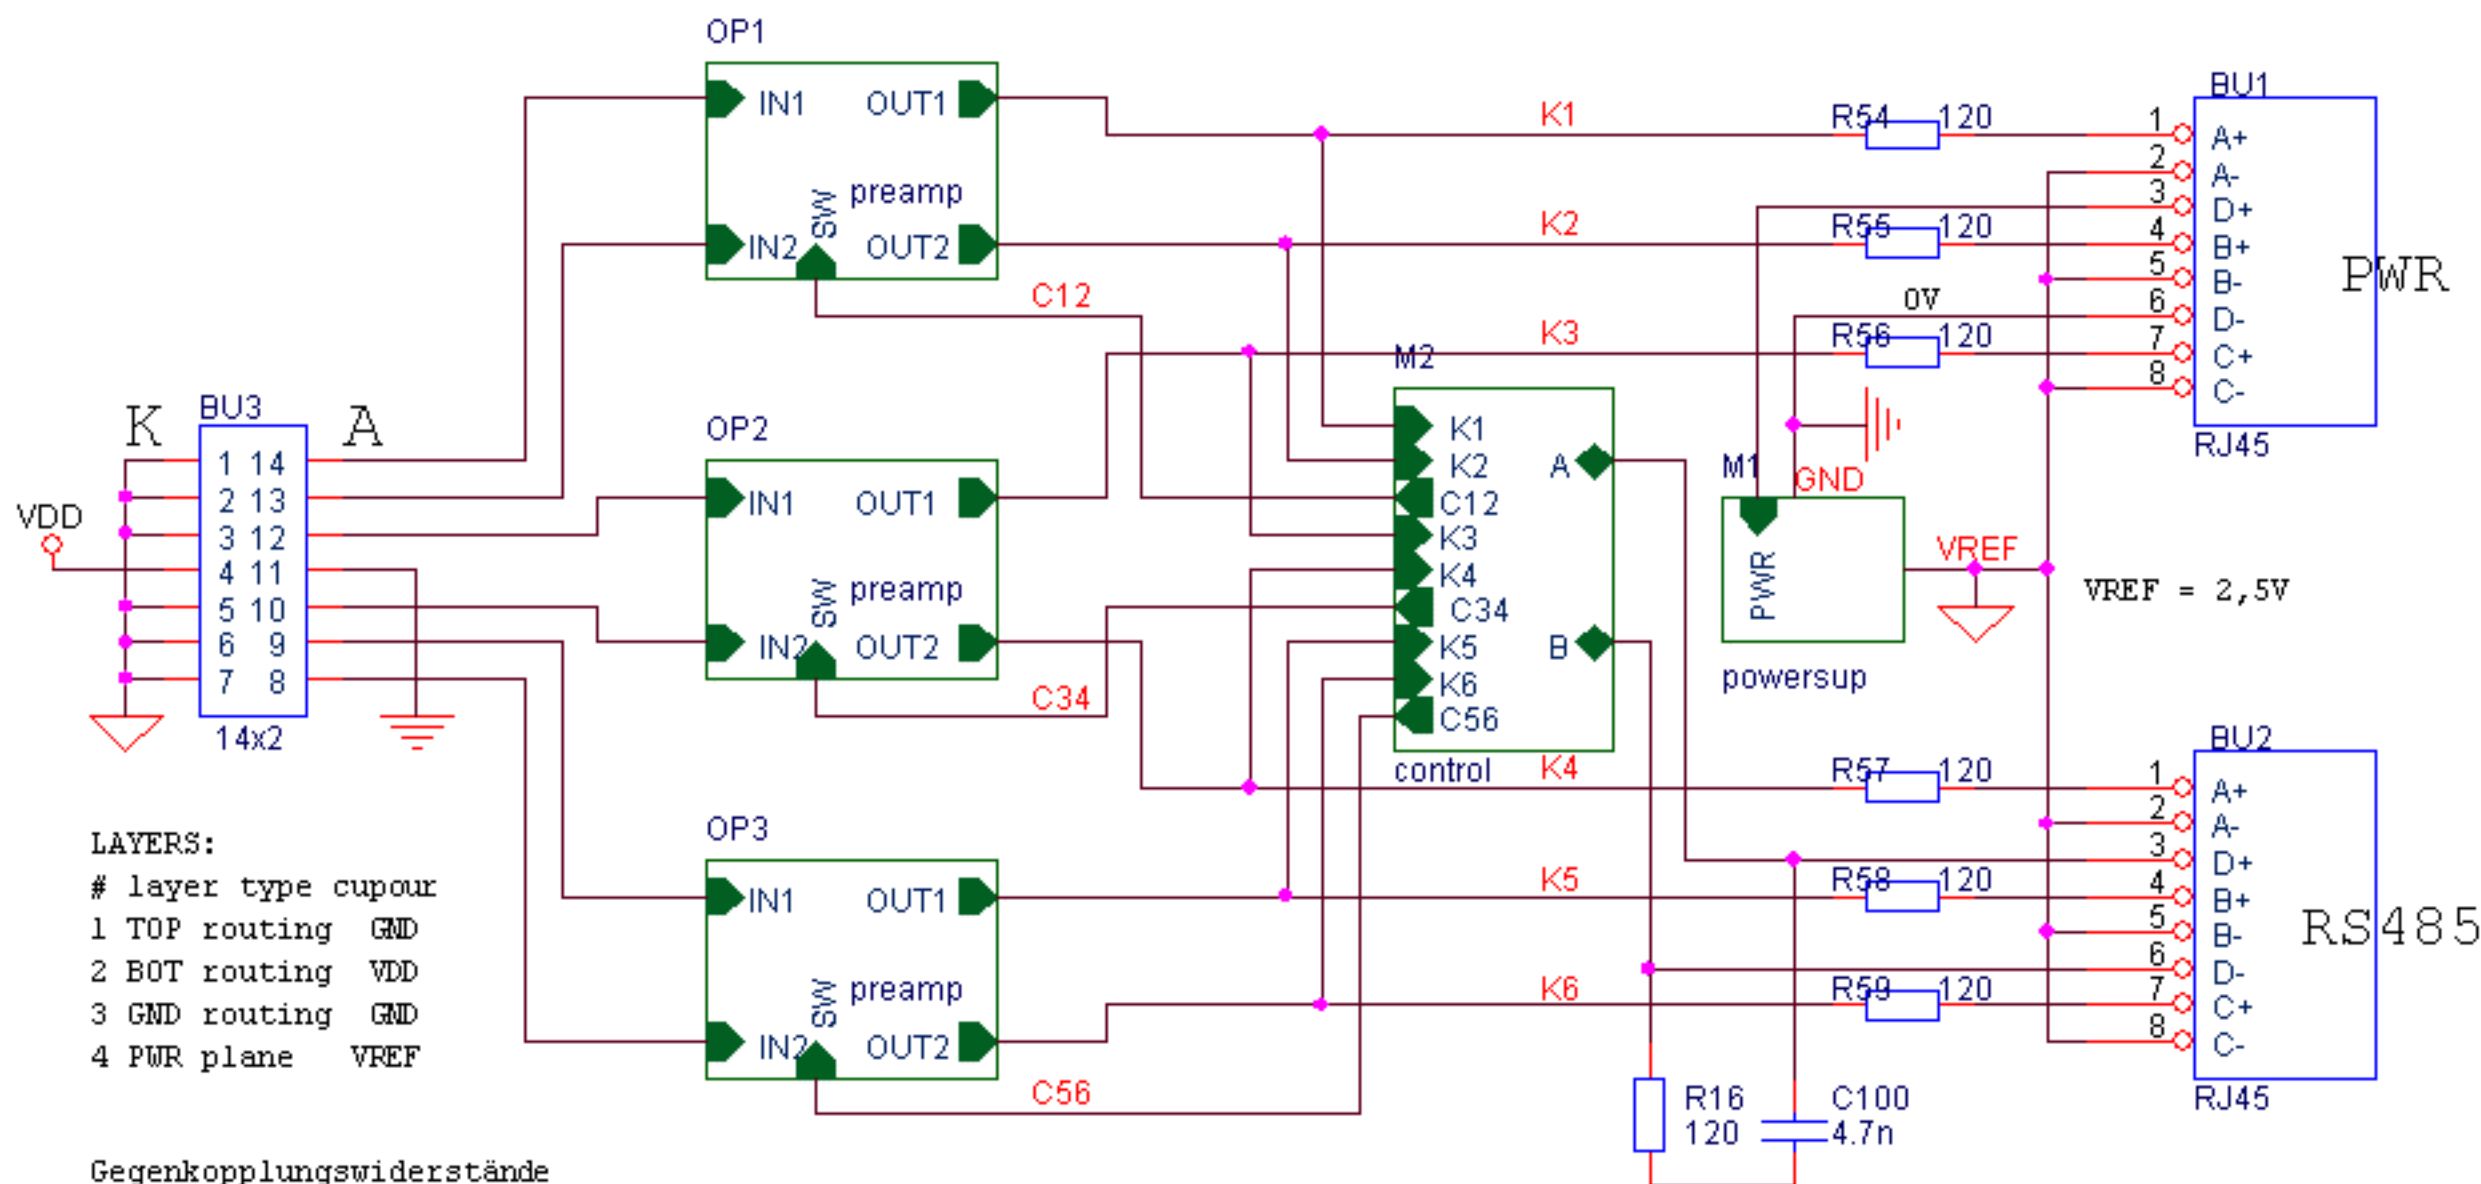 OP1
IN1 OUT1
SW preamp
IN2 OUT2
C12
K1
K2
K3
R54 120
R55 120
R56 120
BU1
1 A+
2 A-
3 D+
4 B+
5 B-
6 D-
7 C+
8 C-
PWR
RJ45
0V
K BU3 A
1 14
2 13
3 12
4 11
5 10
6 9
7 8
14x2
VDD
OP2
IN1 OUT1
SW preamp
IN2 OUT2
C34
M2
K1
K2
C12
K3
K4
C34
K5
K6
C56
A
B
control
M1
GND
PWR
powersup
VREF
VREF = 2,5V
K4
K5
K6
R57 120
R58 120
R59 120
BU2
1 A+
2 A-
3 D+
4 B+
5 B-
6 D-
7 C+
8 C-
RS485
RJ45
OP3
IN1 OUT1
SW preamp
IN2 OUT2
C56
R16
120
C100
4.7n
LAYERS:
# layer type cupour
1 TOP routing GND
2 BOT routing VDD
3 GND routing GND
4 PWR plane VREF
Gegenkopplungswiderstände